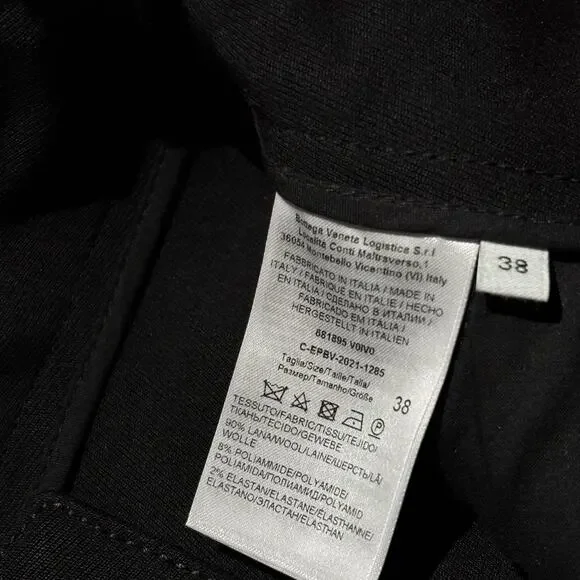 Bottega Veneta Logistica S.r.l
Località Conti Maltraverso,1
36054 Montebello Vicentino (VI) Italy
FABBRICATO IN ITALIA / MADE IN
ITALY / FABRIQUÉ EN ITALIE / HECHO
EN ITALIA / СДЕЛАНО В ИТАЛИИ /
FABRICADO EM ITÁLIA /
HERGESTELLT IN ITALIEN
681895 V0IV0
C-EPBV-2021-1285
Taglia/Size/Taille/Talla/
Размер/Tamanho/Größe
38
TESSUTO/FABRIC/TISSU/TEJIDO/
ТКАНЬ/TECIDO/GEWEBE
90% LANA/WOOL/LAINE/ШЕРСТЬ/LÃ/
WOLLE
8% POLIAMMIDE/POLYAMIDE/
POLIAMIDA/ПОЛИАМИД/POLYAMID
2% ELASTAN/ELASTANE/ÉLASTHANNE/
ELASTANO/ЭЛАСТАН/ELASTHAN
38